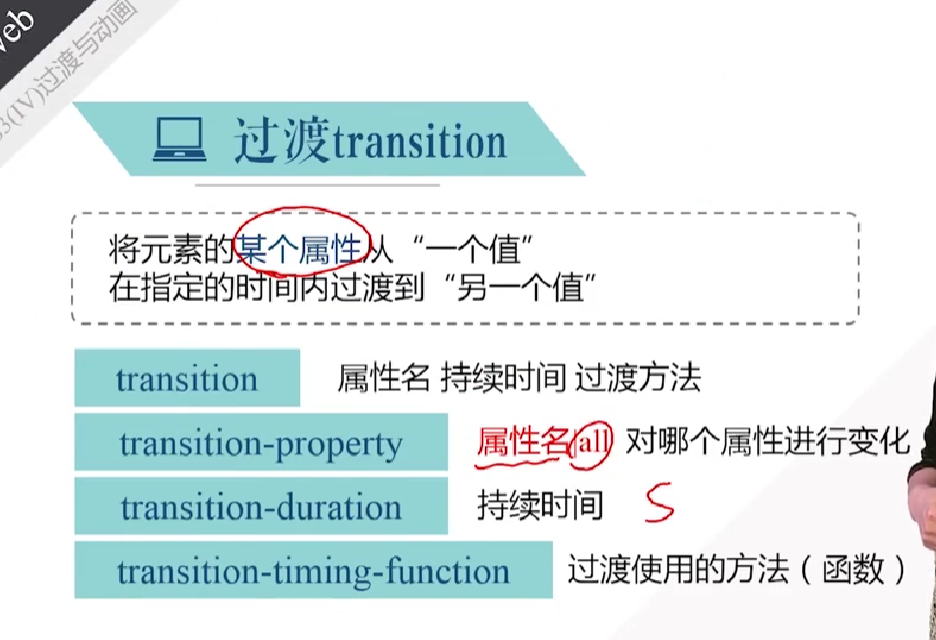 eb
3(IV)过渡与动画
过渡transition
将元素的某个属性从“一个值”
在指定的时间内过渡到“另一个值”
transition 属性名 持续时间 过渡方法
transition-property 属性名|all 对哪个属性进行变化
transition-duration 持续时间 S
transition-timing-function 过渡使用的方法（函数）